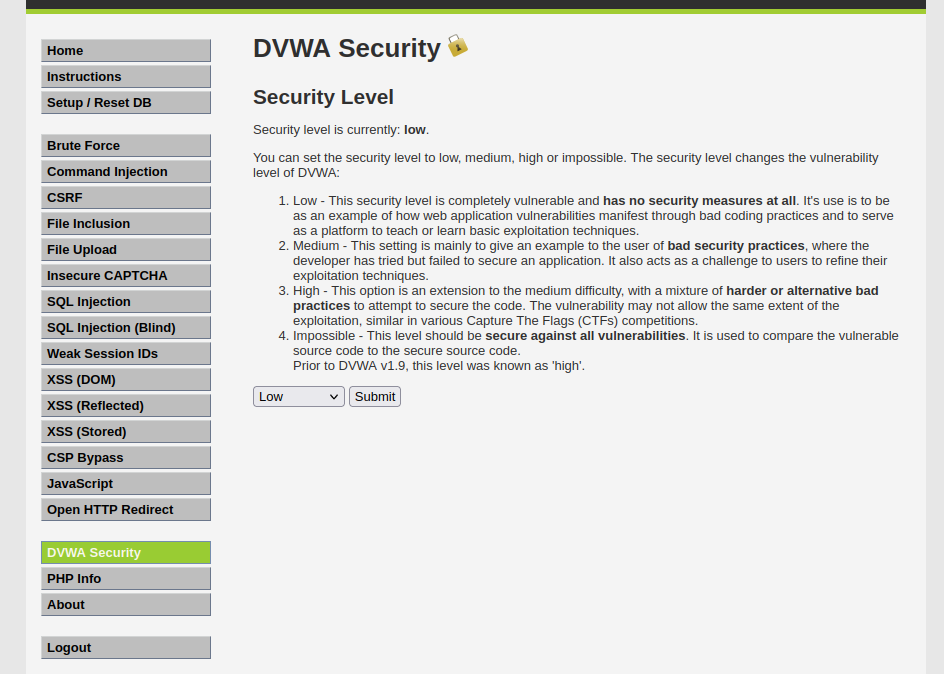 Home
Instructions
Setup / Reset DB
Brute Force
Command Injection
CSRF
File Inclusion
File Upload
Insecure CAPTCHA
SQL Injection
SQL Injection (Blind)
Weak Session IDs
XSS (DOM)
XSS (Reflected)
XSS (Stored)
CSP Bypass
JavaScript
Open HTTP Redirect
DVWA Security
PHP Info
About
Logout
DVWA Security
Security Level
Security level is currently: low.
You can set the security level to low, medium, high or impossible. The security level changes the vulnerability
level of DVWA:
1. Low - This security level is completely vulnerable and has no security measures at all. It's use is to be
as an example of how web application vulnerabilities manifest through bad coding practices and to serve
as a platform to teach or learn basic exploitation techniques.
2. Medium - This setting is mainly to give an example to the user of bad security practices, where the
developer has tried but failed to secure an application. It also acts as a challenge to users to refine their
exploitation techniques.
3. High - This option is an extension to the medium difficulty, with a mixture of harder or alternative bad
practices to attempt to secure the code. The vulnerability may not allow the same extent of the
exploitation, similar in various Capture The Flags (CTFs) competitions.
4. Impossible - This level should be secure against all vulnerabilities. It is used to compare the vulnerable
source code to the secure source code.
Prior to DVWA v1.9, this level was known as 'high'.
Low
Submit